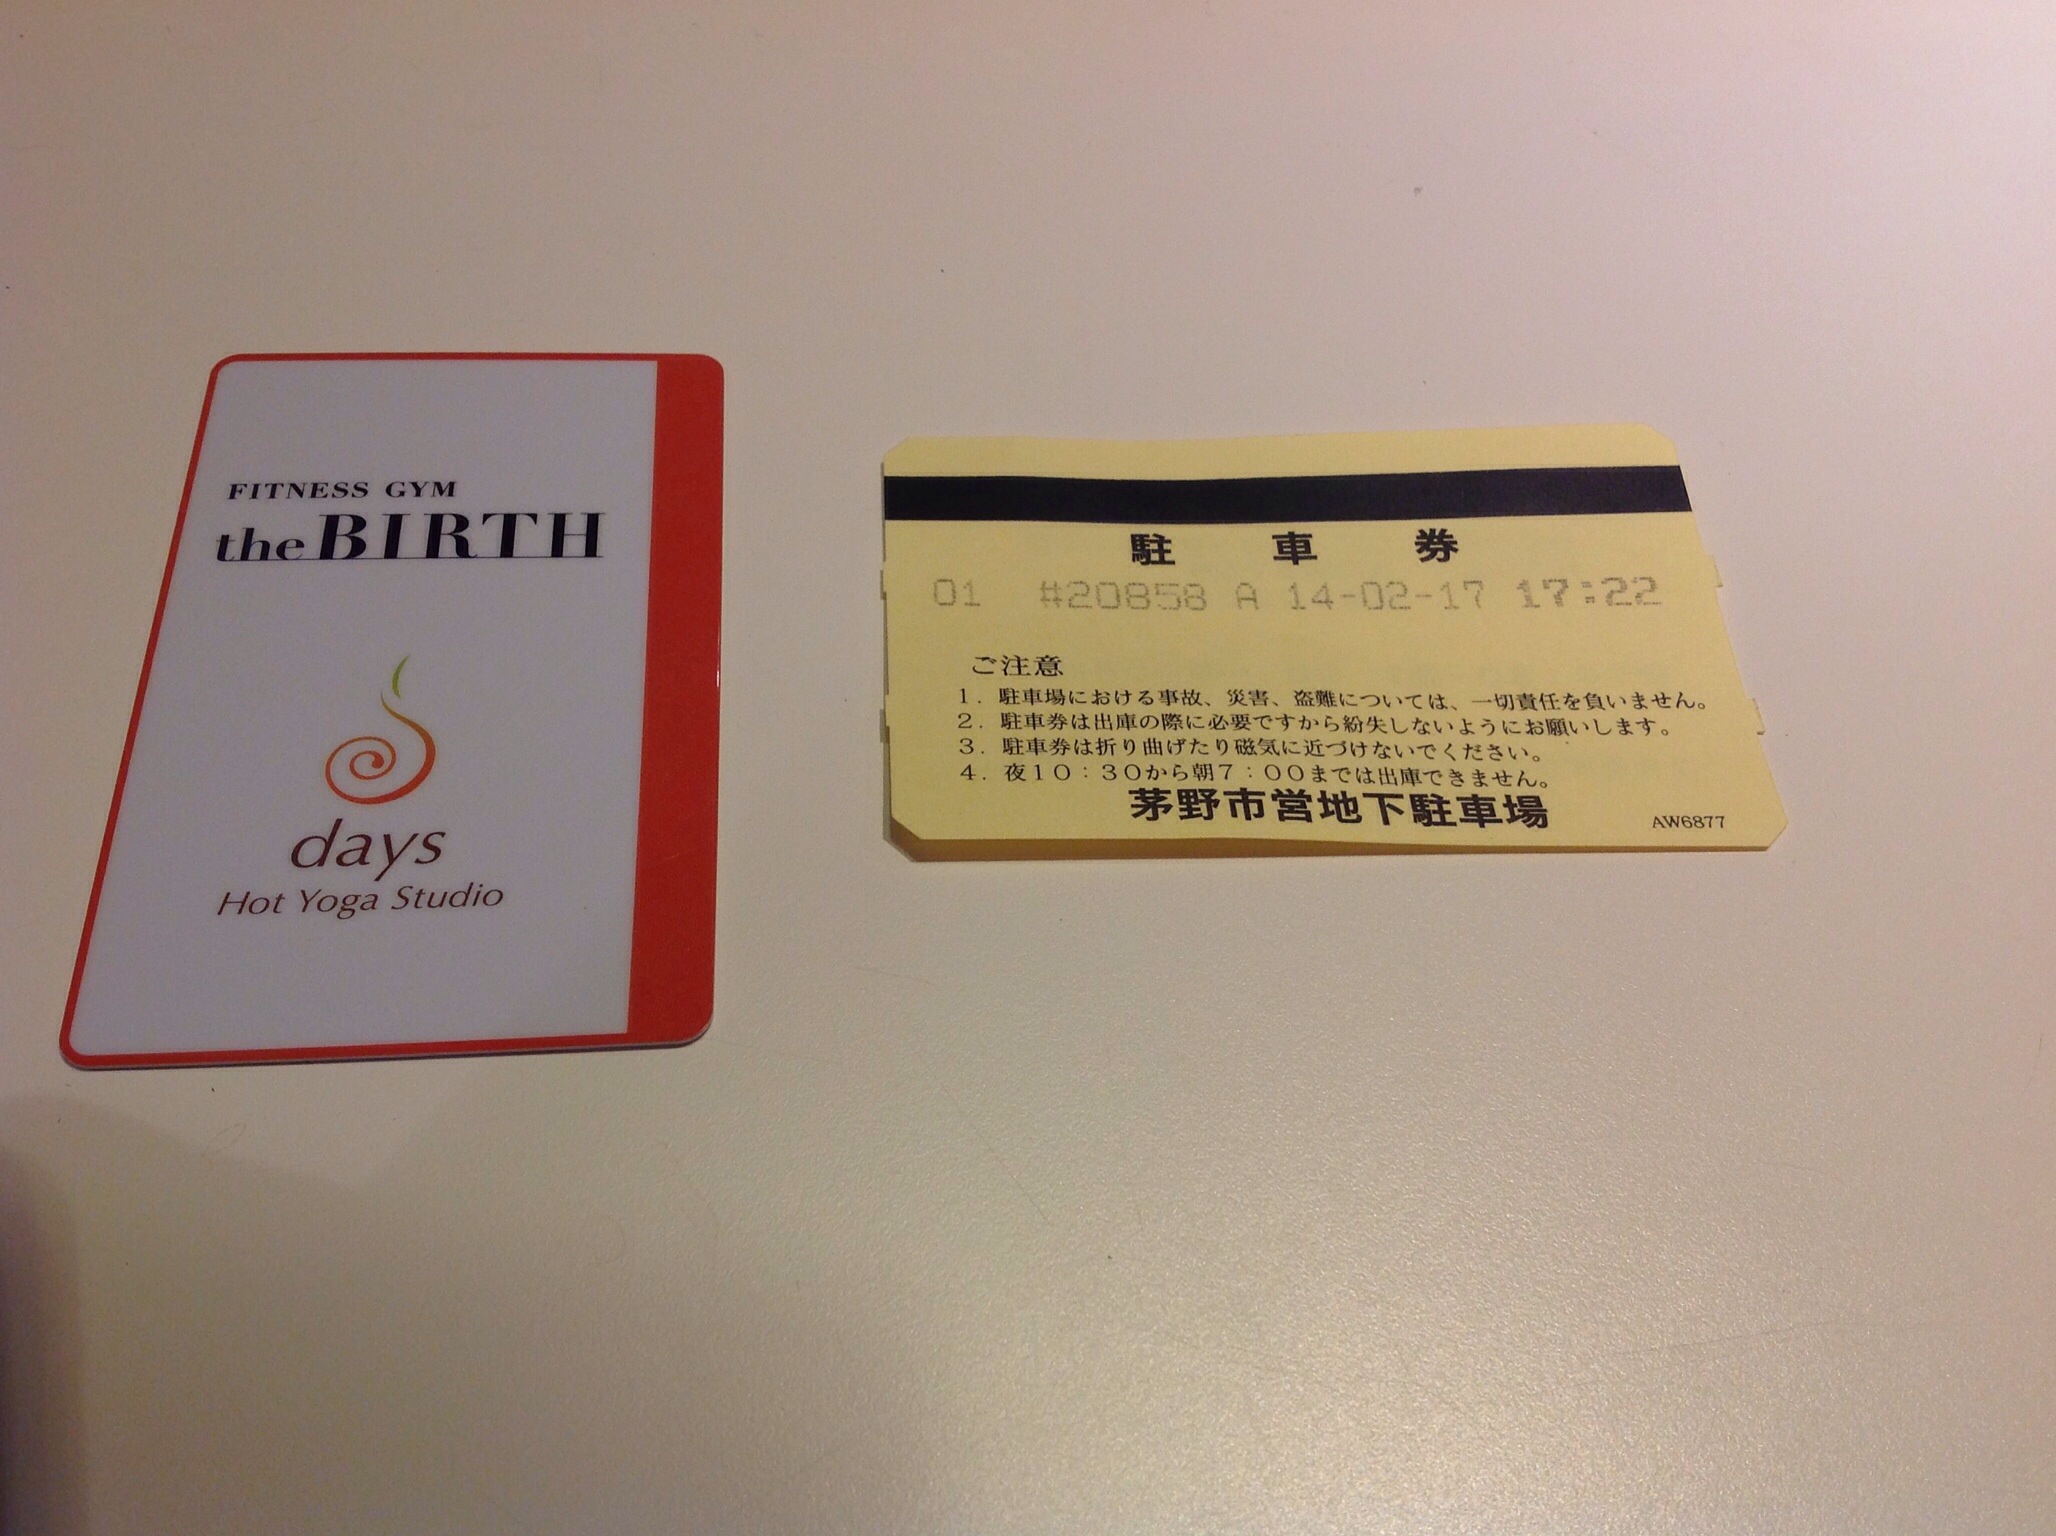 FITNESS GYM
the BIRTH
days
Hot Yoga Studio
駐車券
01 #20858 A 14-02-17 17:22
ご注意
1. 駐車場における事故、災害、盗難については、一切責任を負いません。
2. 駐車券は出庫の際に必要ですから紛失しないようにお願いします。
3. 駐車券は折り曲げたり磁気に近づけないでください。
4. 夜10:30から朝7:00までは出庫できません。
茅野市営地下駐車場
AW6877